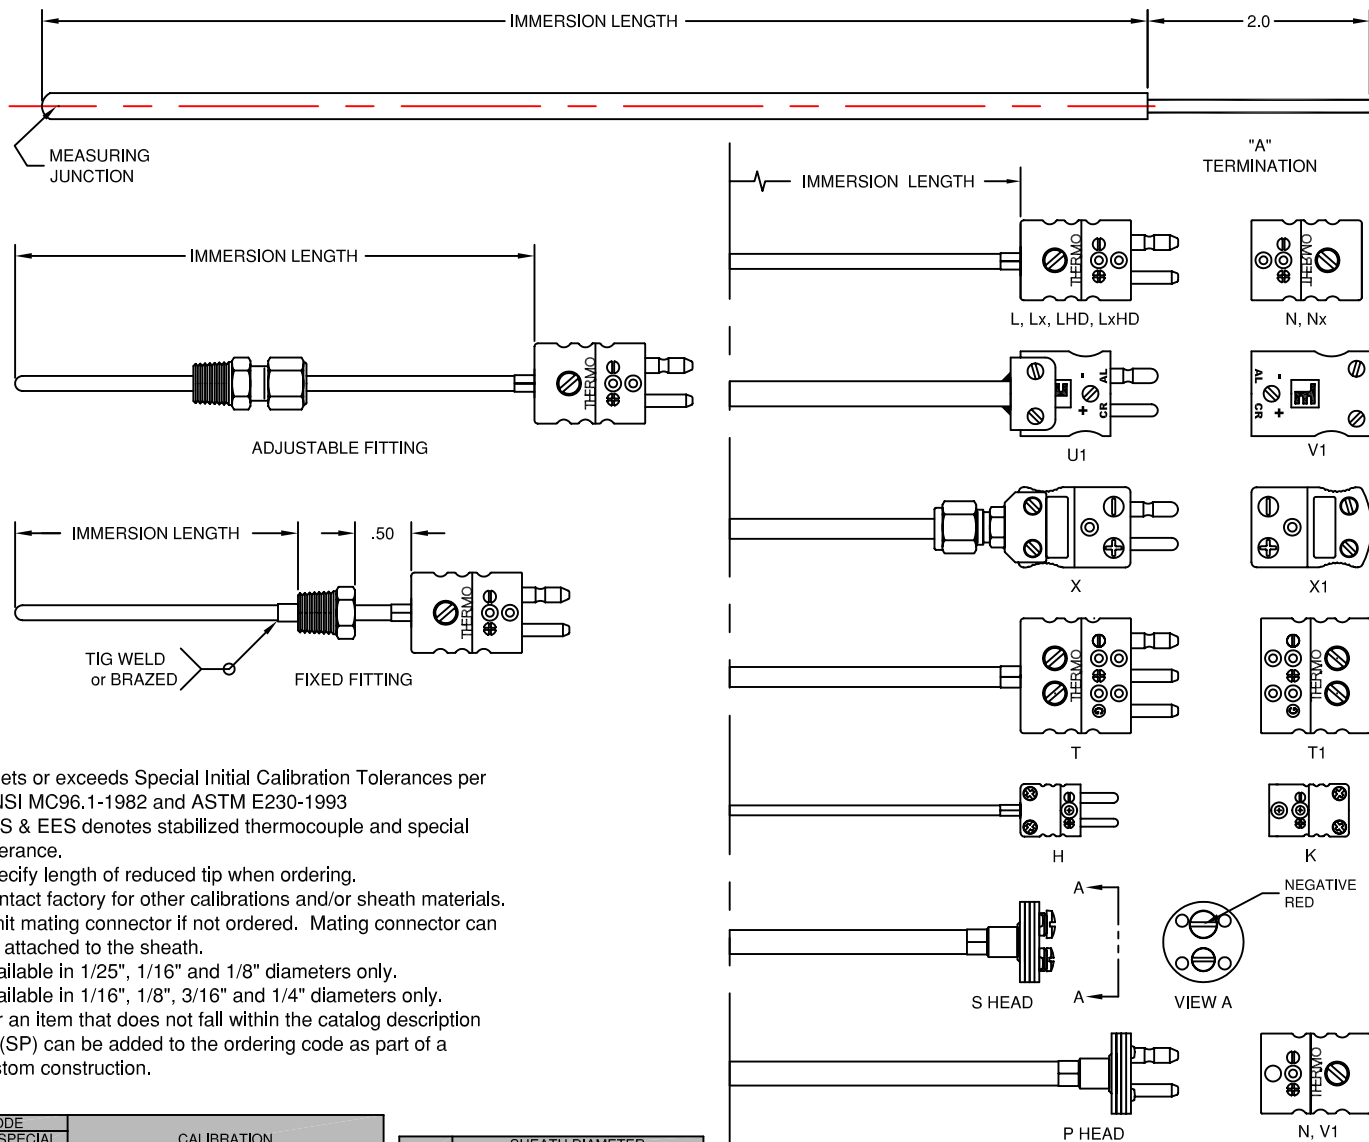 IMMERSION LENGTH
2.0
MEASURING
JUNCTION
"A"
TERMINATION
IMMERSION LENGTH
THERMO
L, Lx, LHD, LxHD
THERMO
N, Nx
IMMERSION LENGTH
THERMO
ADJUSTABLE FITTING
- AL
+ CR
U1
AL -
CR +
V1
X
X1
IMMERSION LENGTH
.50
THERMO
TIG WELD
or BRAZED
FIXED FITTING
THERMO
G
T
THERMO
G
T1
H
K
ets or exceeds Special Initial Calibration Tolerances per
NSI MC96.1-1982 and ASTM E230-1993
S & EES denotes stabilized thermocouple and special
erance.
ecify length of reduced tip when ordering.
ntact factory for other calibrations and/or sheath materials.
nit mating connector if not ordered. Mating connector can
attached to the sheath.
ailable in 1/25", 1/16" and 1/8" diameters only.
ailable in 1/16", 1/8", 3/16" and 1/4" diameters only.
r an item that does not fall within the catalog description
(SP) can be added to the ordering code as part of a
stom construction.
A
A
S HEAD
NEGATIVE
RED
VIEW A
P HEAD
THERMO
N, V1
ODE
SPECIAL
CALIBRATION
SHEATH DIAMETER